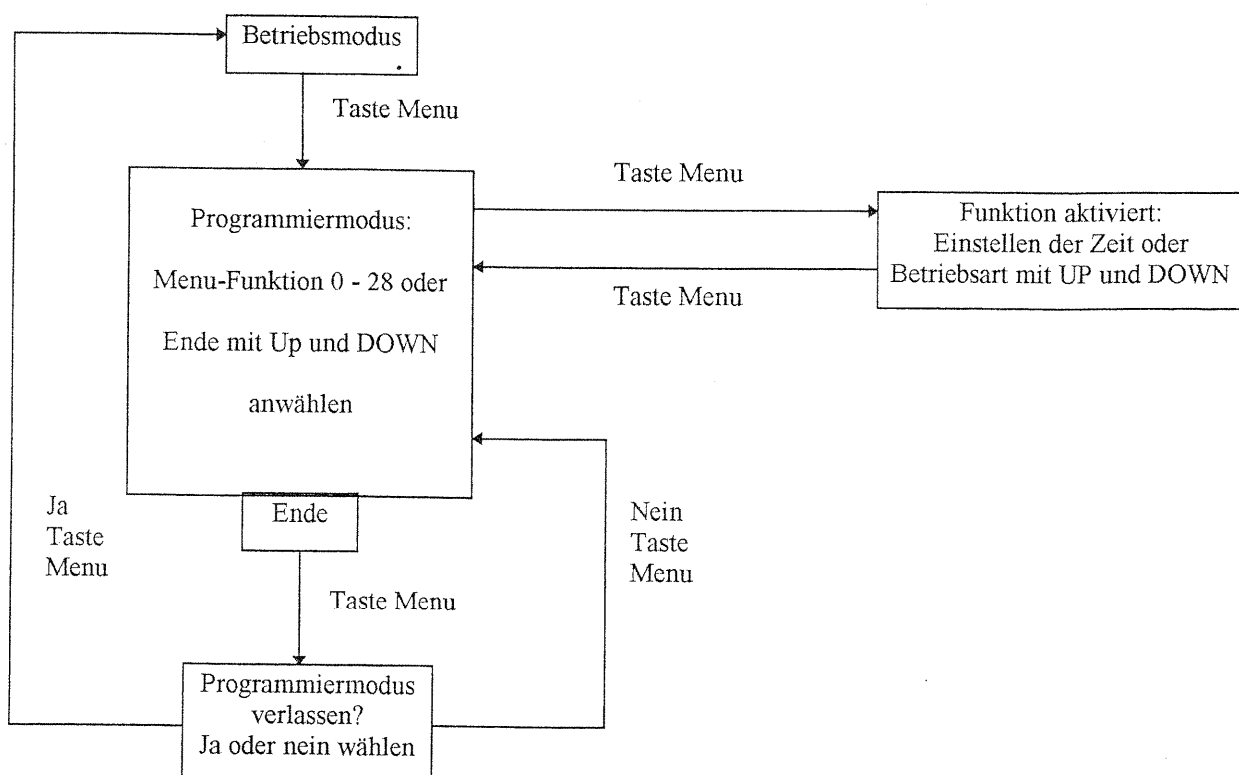 Betriebsmodus
Taste Menu
Taste Menu
Programmiermodus:
Menu-Funktion 0 - 28 oder
Ende mit Up und DOWN
anwählen
Funktion aktiviert:
Einstellen der Zeit oder
Betriebsart mit UP und DOWN
Taste Menu
Ende
Ja
Taste
Menu
Nein
Taste
Menu
Taste Menu
Programmiermodus
verlassen?
Ja oder nein wählen